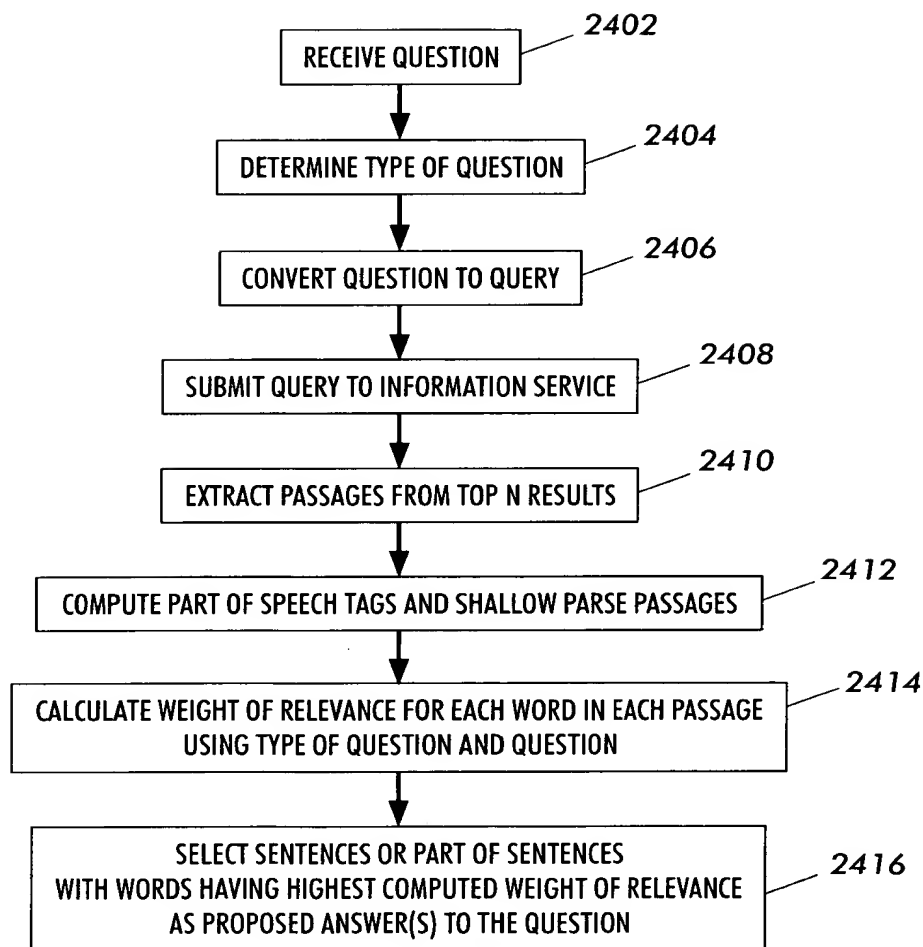 2402
RECEIVE QUESTION
2404
DETERMINE TYPE OF QUESTION
2406
CONVERT QUESTION TO QUERY
2408
SUBMIT QUERY TO INFORMATION SERVICE
2410
EXTRACT PASSAGES FROM TOP N RESULTS
2412
COMPUTE PART OF SPEECH TAGS AND SHALLOW PARSE PASSAGES
2414
CALCULATE WEIGHT OF RELEVANCE FOR EACH WORD IN EACH PASSAGE
USING TYPE OF QUESTION AND QUESTION
SELECT SENTENCES OR PART OF SENTENCES
WITH WORDS HAVING HIGHEST COMPUTED WEIGHT OF RELEVANCE
2416
AS PROPOSED ANSWER(S) TO THE QUESTION